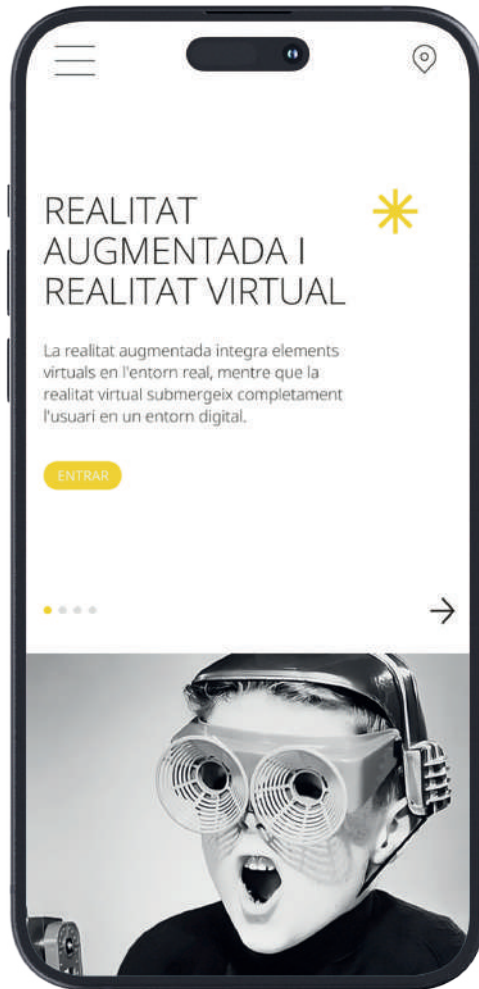 REALITAT
AUGMENTADA I
REALITAT VIRTUAL
La realitat augmentada integra elements
virtuals en l'entorn real, mentre que la
realitat virtual submergeix completament
l'usuari en un entorn digital.
ENTRAR